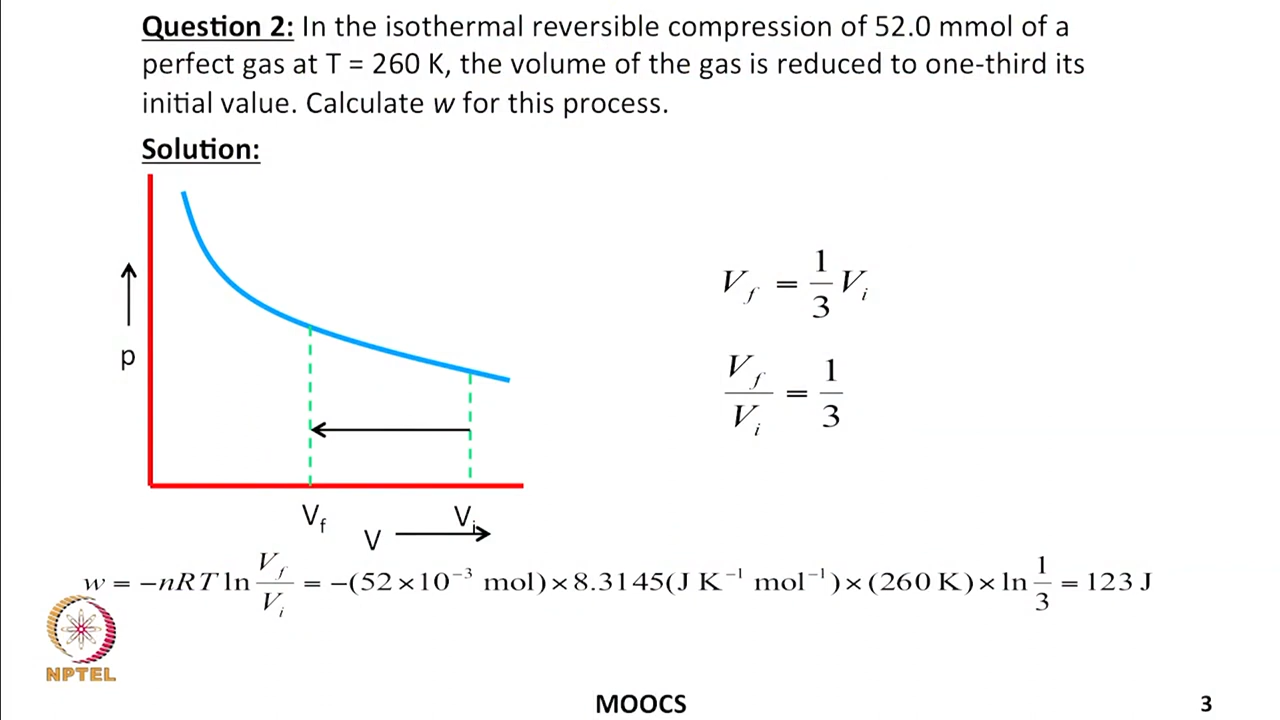 Question 2: In the isothermal reversible compression of 52.0 mmol of a
perfect gas at T = 260 K, the volume of the gas is reduced to one-third its
initial value. Calculate w for this process.
Solution:
p
V_f = 1/3 V_i
V_f/V_i = 1/3
V_f
V_i
V
w = −nRT ln V_f/V_i = −(52×10⁻³ mol)×8.3145(J K⁻¹ mol⁻¹)×(260 K)×ln 1/3 = 123 J
NPTEL
MOOCS
3